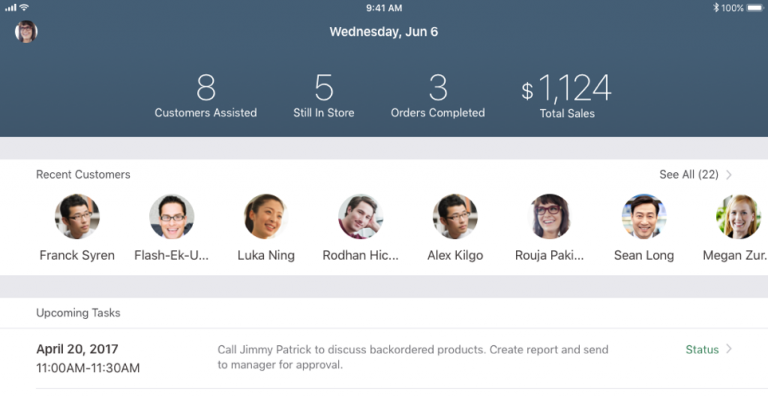 9:41 AM
100%
Wednesday, Jun 6
8
5
3
$1,124
Customers Assisted
Still In Store
Orders Completed
Total Sales
Recent Customers
See All (22)
Franck Syren
Flash-Ek-U...
Luka Ning
Rodhan Hic...
Alex Kilgo
Rouja Paki...
Sean Long
Megan Zur.
Upcoming Tasks
April 20, 2017
11:00AM-11:30AM
Call Jimmy Patrick to discuss backordered products. Create report and send
to manager for approval.
Status